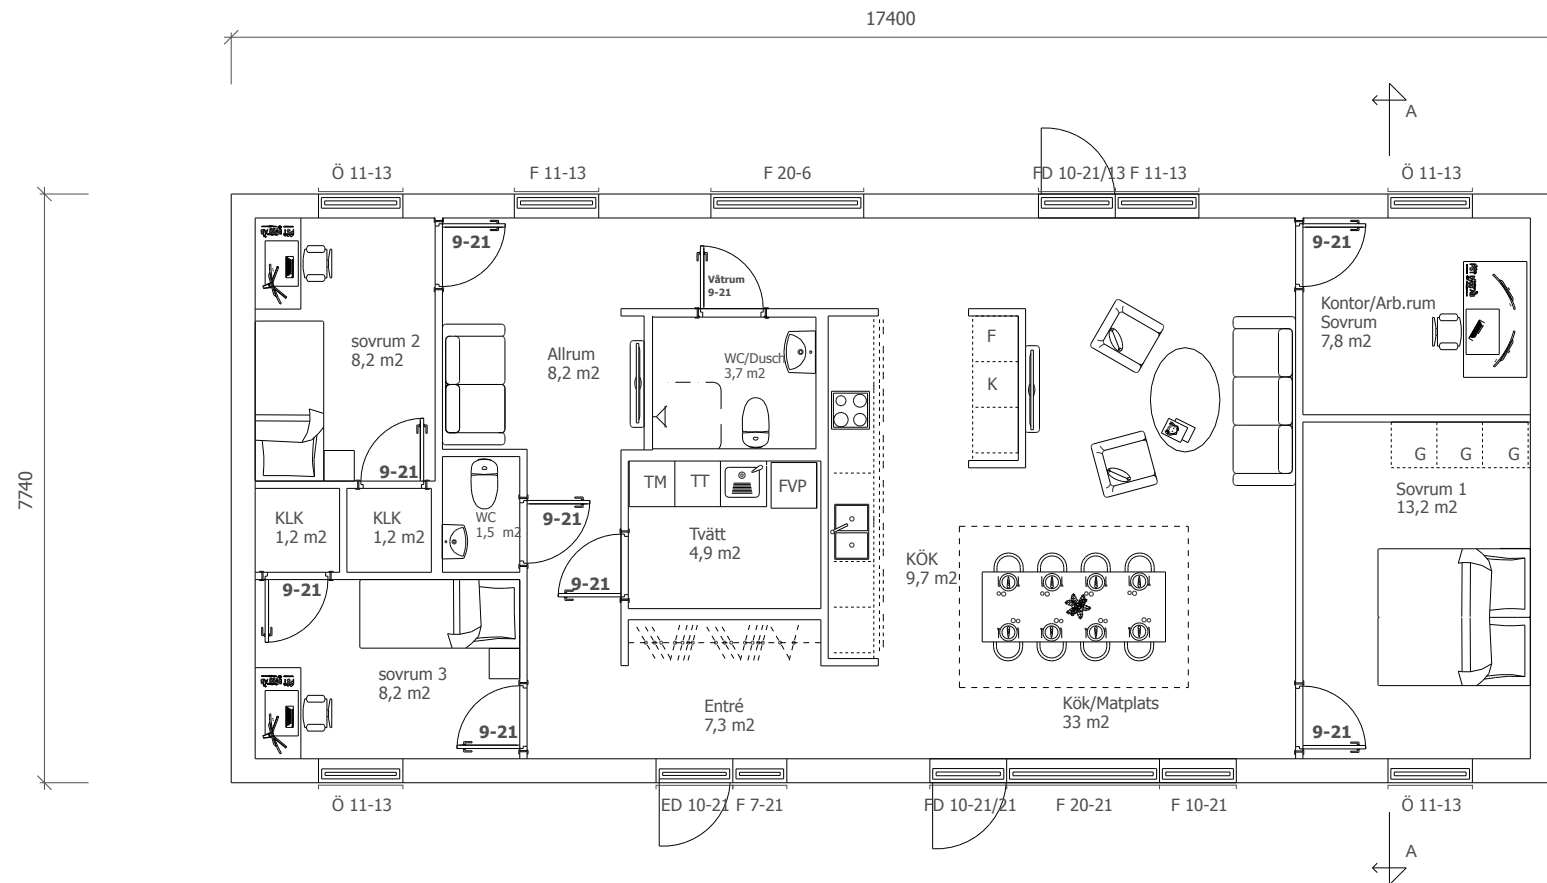 17400
A
Ö 11-13
F 11-13
F 20-6
FD 10-21/13
F 11-13
Ö 11-13
7740
9-21
Våtrum
9-21
9-21
sovrum 2
8,2 m2
Allrum
8,2 m2
WC/Dusch
3,7 m2
F
K
Kontor/Arb.rum
Sovrum
7,8 m2
9-21
G
G
G
TM
TT
FVP
Sovrum 1
13,2 m2
KLK
1,2 m2
KLK
1,2 m2
WC
1,5 m2
9-21
Tvätt
4,9 m2
KÖK
9,7 m2
9-21
9-21
sovrum 3
8,2 m2
Entré
7,3 m2
Kök/Matplats
33 m2
9-21
9-21
Ö 11-13
ED 10-21
F 7-21
FD 10-21/21
F 20-21
F 10-21
Ö 11-13
A